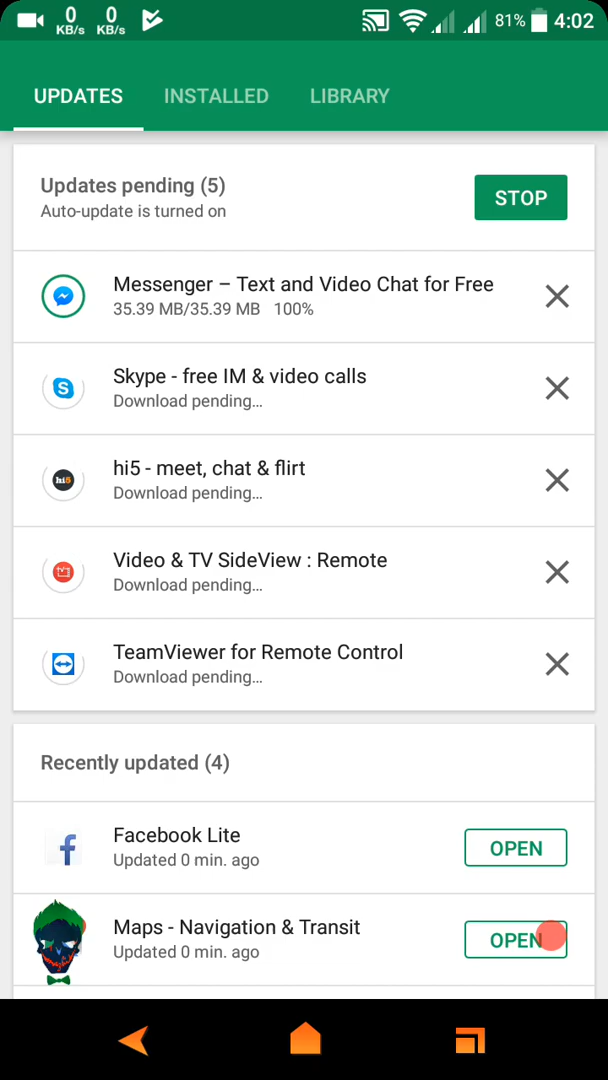 0 KB/s 0 KB/s 81% 4:02
UPDATES INSTALLED LIBRARY
Updates pending (5)
Auto-update is turned on
STOP
Messenger – Text and Video Chat for Free
35.39 MB/35.39 MB 100%
Skype - free IM & video calls
Download pending...
hi5
hi5 - meet, chat & flirt
Download pending...
Video & TV SideView : Remote
Download pending...
TeamViewer for Remote Control
Download pending...
Recently updated (4)
Facebook Lite
Updated 0 min. ago
OPEN
Maps - Navigation & Transit
Updated 0 min. ago
OPEN